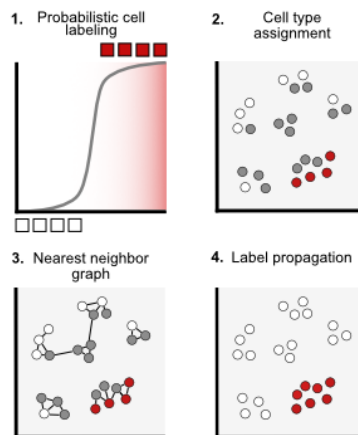 1. Probabilistic cell
labeling
2. Cell type
assignment
3. Nearest neighbor
graph
4. Label propagation